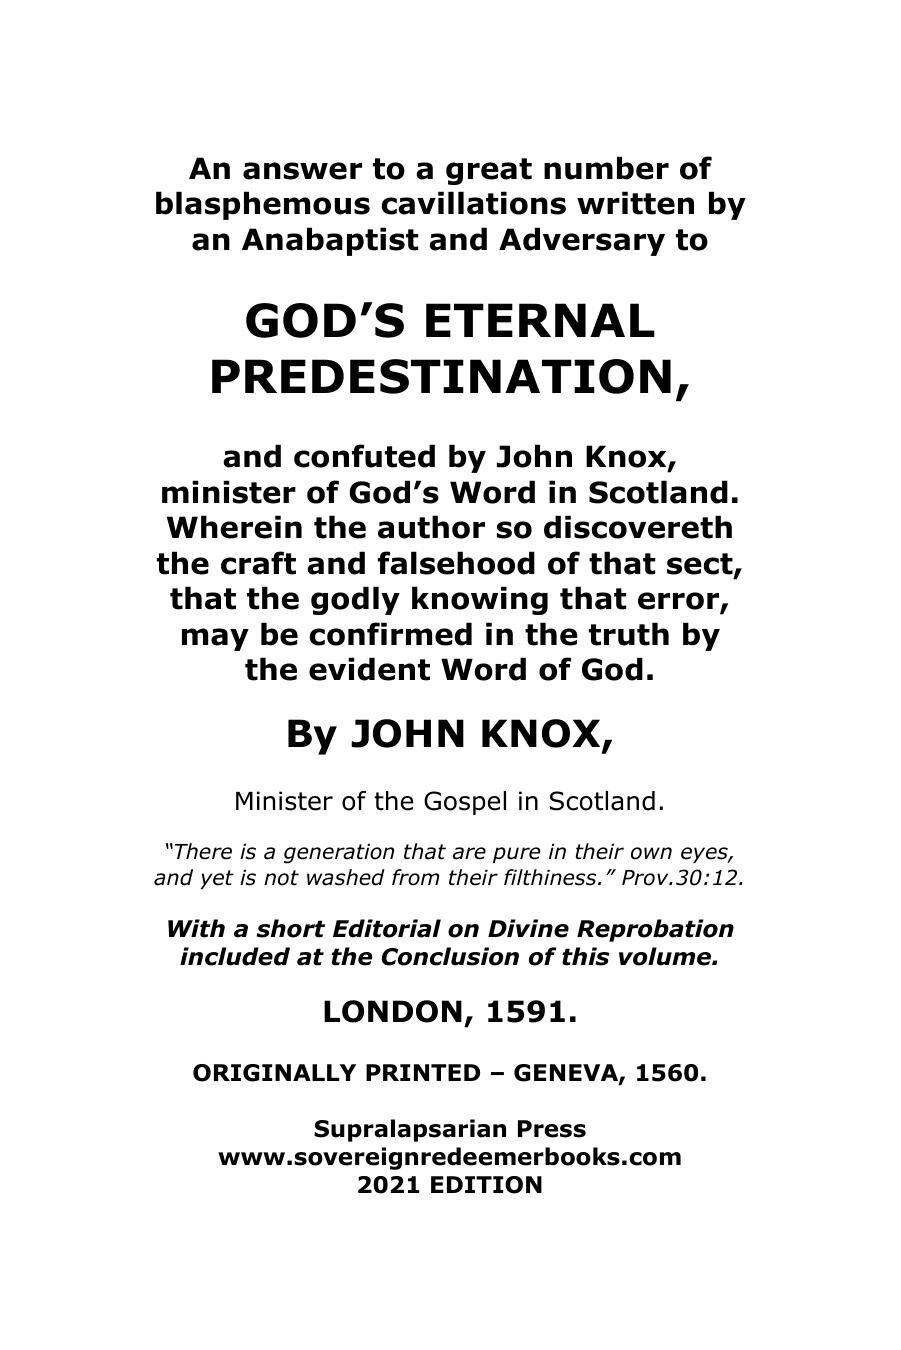 An answer to a great number of
blasphemous cavillations written by
an Anabaptist and Adversary to
GOD’S ETERNAL
PREDESTINATION,
and confuted by John Knox,
minister of God’s Word in Scotland.
Wherein the author so discovereth
the craft and falsehood of that sect,
that the godly knowing that error,
may be confirmed in the truth by
the evident Word of God.
By JOHN KNOX,
Minister of the Gospel in Scotland.
“There is a generation that are pure in their own eyes,
and yet is not washed from their filthiness.” Prov.30:12.
With a short Editorial on Divine Reprobation
included at the Conclusion of this volume.
LONDON, 1591.
ORIGINALLY PRINTED – GENEVA, 1560.
Supralapsarian Press
www.sovereignredeemerbooks.com
2021 EDITION